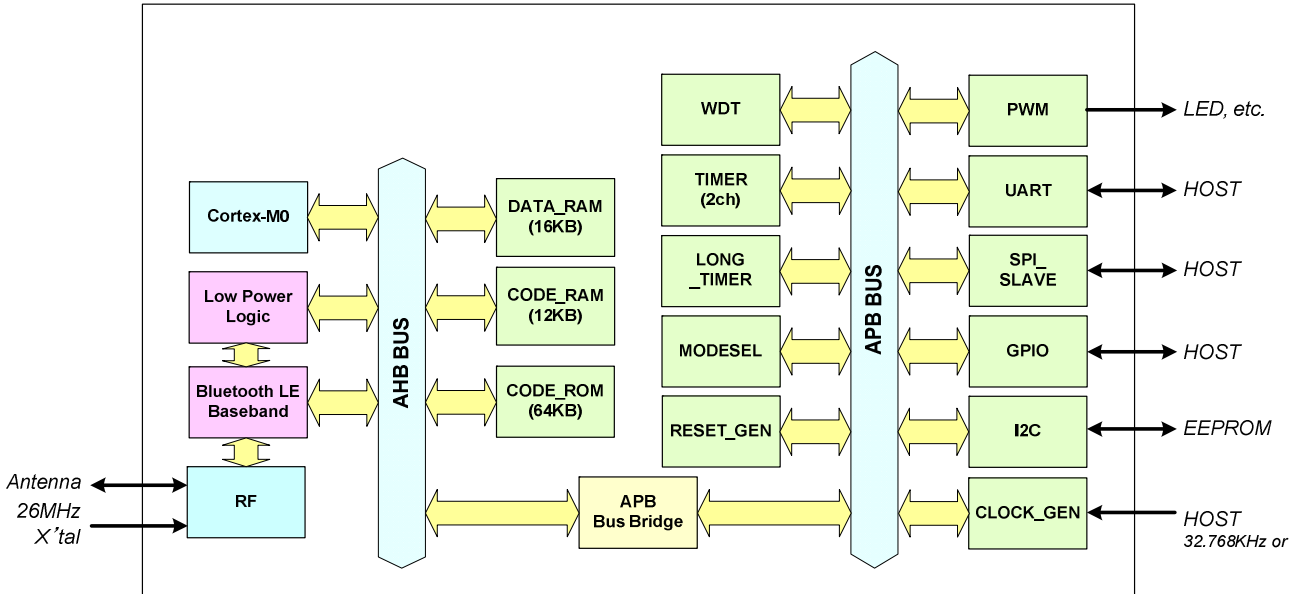 WDT
PWM
LED, etc.
TIMER
(2ch)
UART
HOST
Cortex-M0
DATA_RAM
(16KB)
LONG
_TIMER
SPI_
SLAVE
HOST
Low Power
Logic
CODE_RAM
(12KB)
AHB BUS
APB BUS
MODESEL
GPIO
HOST
Bluetooth LE
Baseband
CODE_ROM
(64KB)
RESET_GEN
I2C
EEPROM
Antenna
26MHz
X'tal
RF
APB
Bus Bridge
CLOCK_GEN
HOST
32.768KHz or